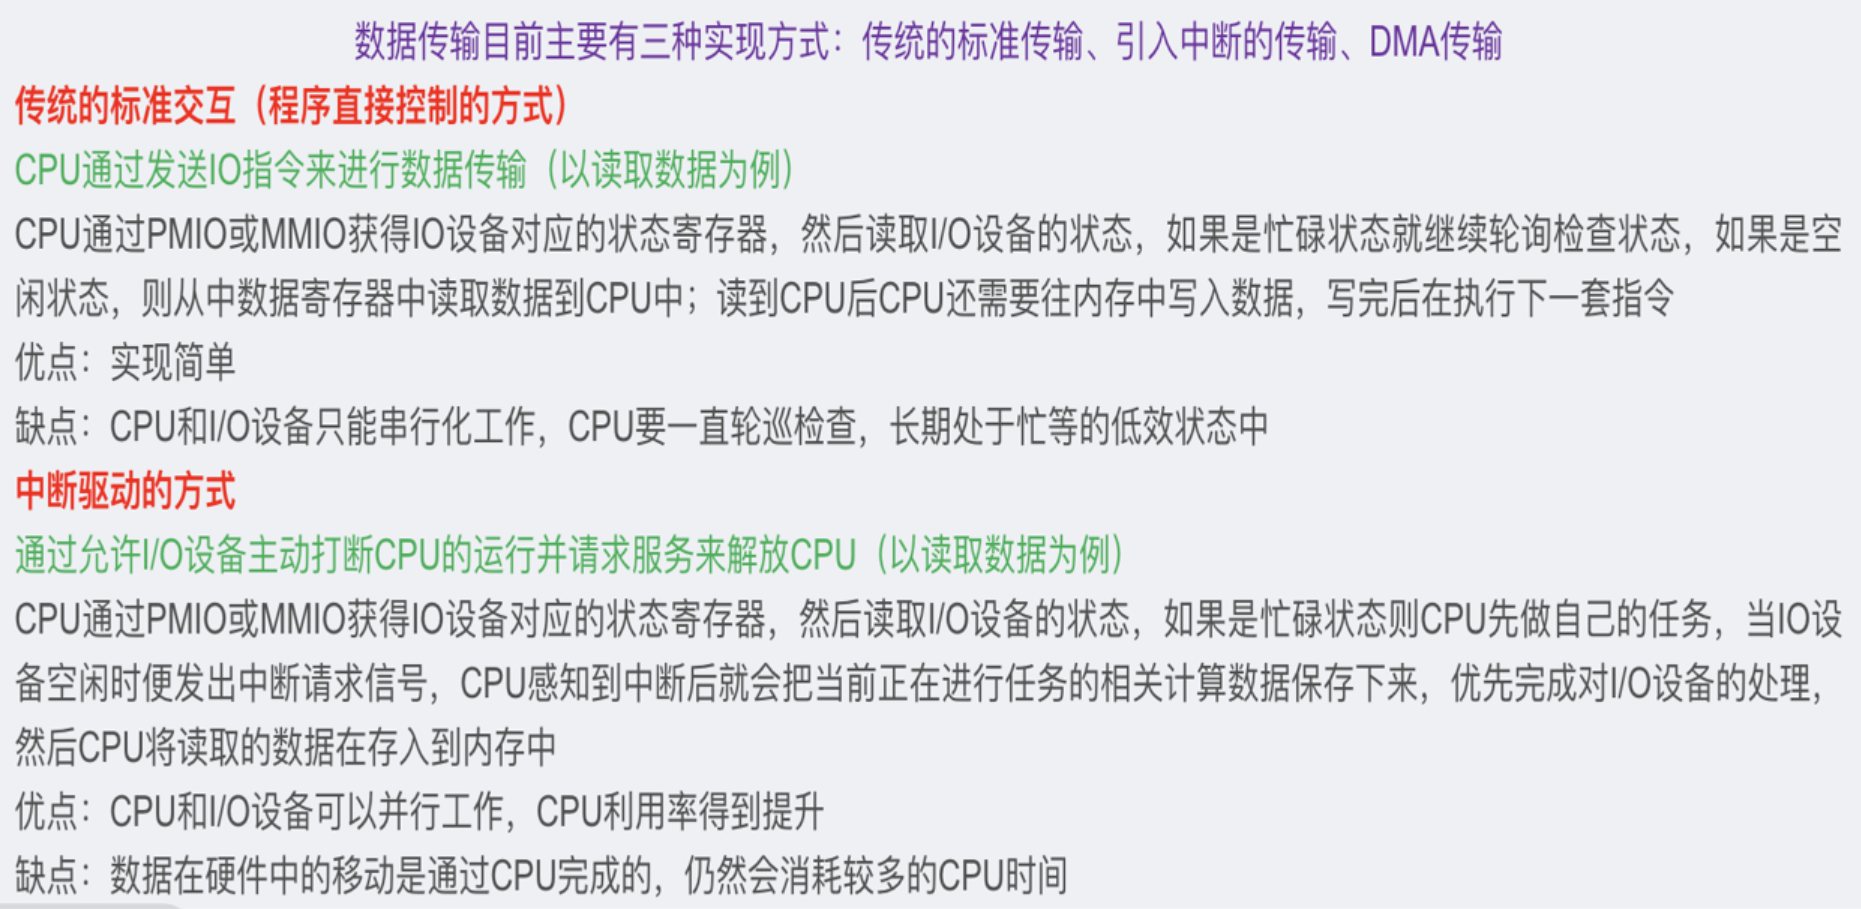 数据传输目前主要有三种实现方式：传统的标准传输、引入中断的传输、DMA传输
传统的标准交互（程序直接控制的方式）
CPU通过发送IO指令来进行数据传输（以读取数据为例）
CPU通过PMIO或MMIO获得IO设备对应的状态寄存器，然后读取I/O设备的状态，如果是忙碌状态就继续轮询检查状态，如果是空
闲状态，则从中数据寄存器中读取数据到CPU中；读到CPU后CPU还需要往内存中写入数据，写完后在执行下一套指令
优点：实现简单
缺点：CPU和I/O设备只能串行化工作，CPU要一直轮巡检查，长期处于忙等的低效状态中
中断驱动的方式
通过允许I/O设备主动打断CPU的运行并请求服务来解放CPU（以读取数据为例）
CPU通过PMIO或MMIO获得IO设备对应的状态寄存器，然后读取I/O设备的状态，如果是忙碌状态则CPU先做自己的任务，当IO设
备空闲时便发出中断请求信号，CPU感知到中断后就会把当前正在进行任务的相关计算数据保存下来，优先完成对I/O设备的处理，
然后CPU将读取的数据在存入到内存中
优点：CPU和I/O设备可以并行工作，CPU利用率得到提升
缺点：数据在硬件中的移动是通过CPU完成的，仍然会消耗较多的CPU时间